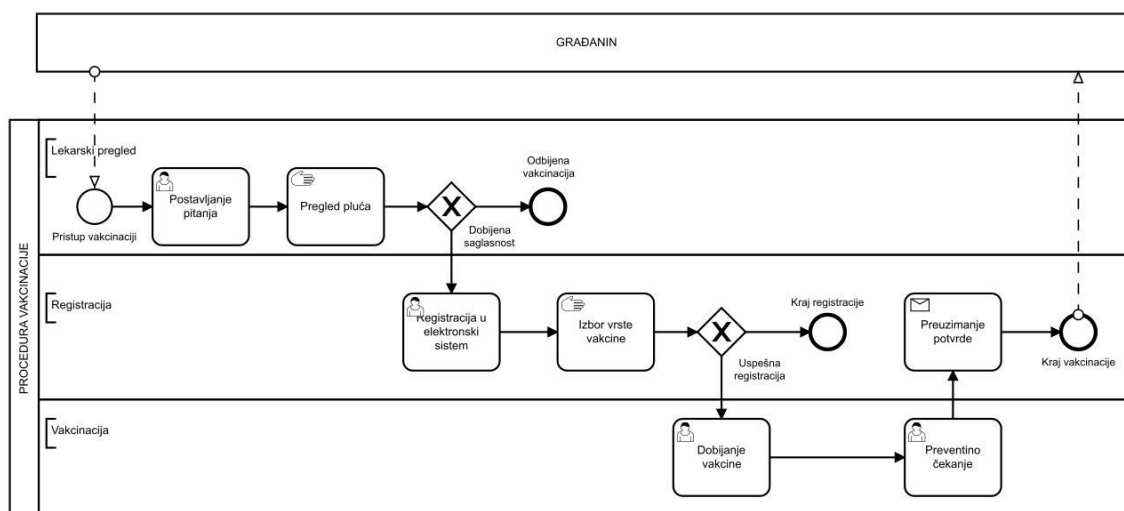 GRAĐANIN
PROCEDURA VAKCINACIJE
Lekarski pregled
Pristup vakcinaciji
Postavljanje
pitanja
Pregled pluća
Dobijena
saglasnost
Odbijena
vakcinacija
Registracija
Registracija u
elektronski
sistem
Izbor vrste
vakcine
Uspešna
registracija
Kraj registracije
Preuzimanje
potvrde
Kraj vakcinacije
Vakcinacija
Dobijanje
vakcine
Preventino
čekanje